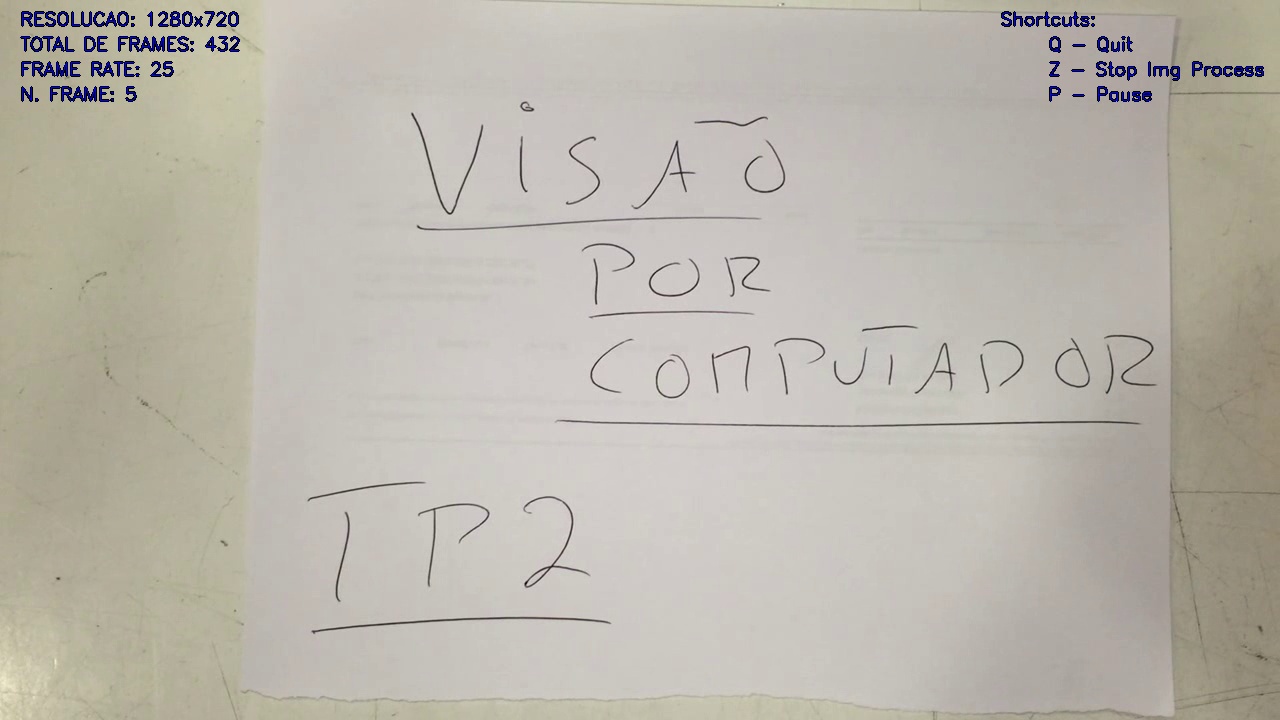 RESOLUCAO: 1280x720
TOTAL DE FRAMES: 432
FRAME RATE: 25
N. FRAME: 5
Shortcuts:
Q - Quit
Z - Stop Img Process
P - Pause
VISÃO
POR
COMPUTADOR
TP2